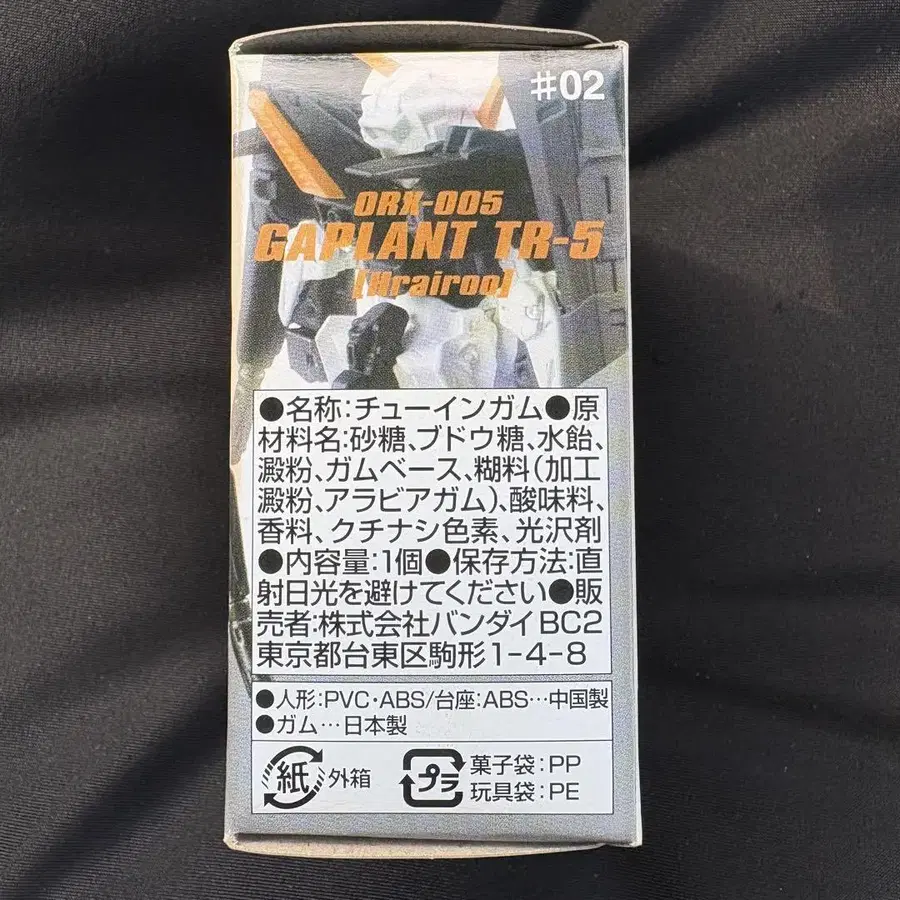 #02
ORX-005
GAPLANT TR-5
[Hrairoo]
●名称:チューインガム●原
材料名:砂糖、ブドウ糖、水飴、
澱粉、ガムベース、糊料(加工
澱粉、アラビアガム)、酸味料、
香料、クチナシ色素、光沢剤
●内容量:1個●保存方法:直
射日光を避けてください●販
売者:株式会社バンダイBC2
東京都台東区駒形1-4-8
●人形:PVC・ABS/台座:ABS…中国製
●ガム…日本製
紙 外箱
プラ 菓子袋:PP
玩具袋:PE